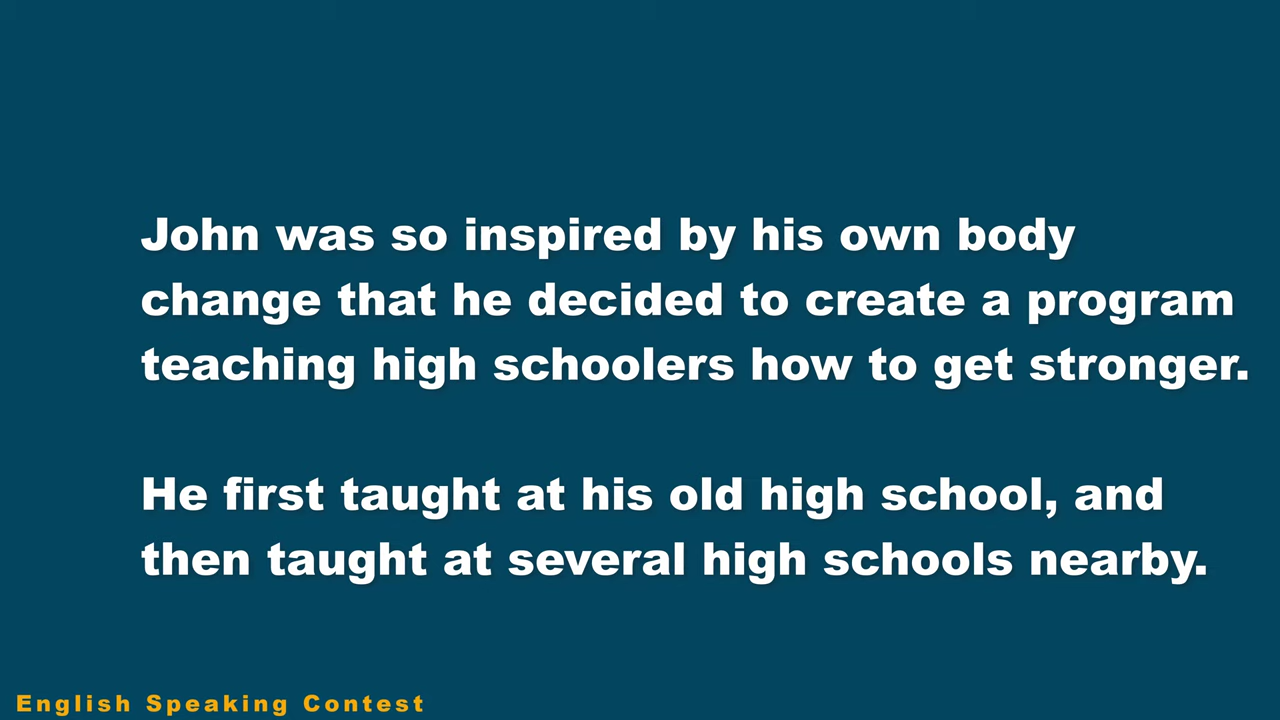 John was so inspired by his own body
change that he decided to create a program
teaching high schoolers how to get stronger.
He first taught at his old high school, and
then taught at several high schools nearby.
English Speaking Contest